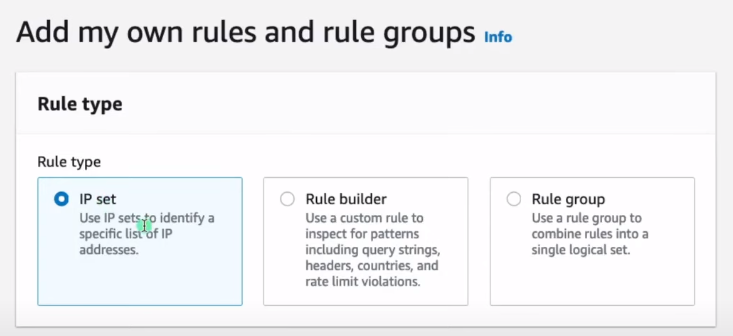 Add my own rules and rule groups Info
Rule type
Rule type
IP set
Use IP sets to identify a
specific list of IP
addresses.
Rule builder
Use a custom rule to
inspect for patterns
including query strings,
headers, countries, and
rate limit violations.
Rule group
Use a rule group to
combine rules into a
single logical set.